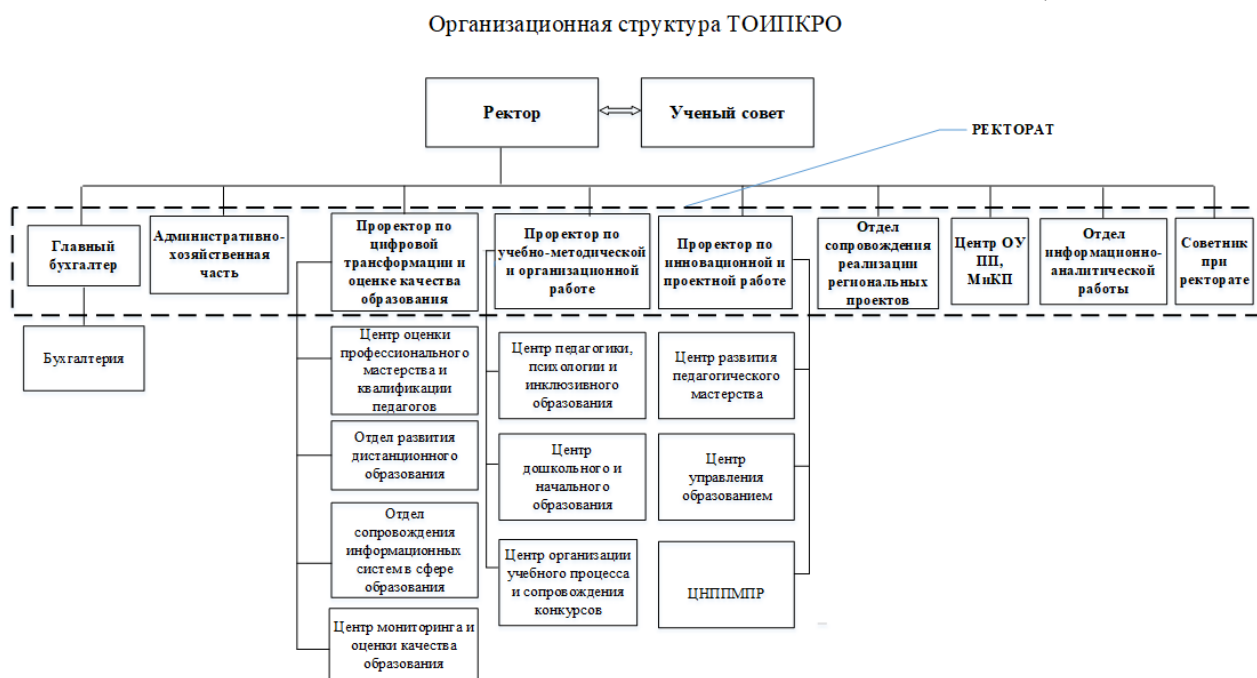 Организационная структура ТОИПКРО
Ректор
Ученый совет
РЕКТОРАТ
Главный
бухгалтер
Административно-
хозяйственная
часть
Проректор по
цифровой
трансформации и
оценке качества
образования
Проректор по
учебно-методической
и организационной
работе
Проректор по
инновационной и
проектной работе
Отдел
сопровождения
реализации
региональных
проектов
Центр ОУ
ПП,
МиКП
Отдел
информационно-
аналитической
работы
Советник
при
ректорате
Бухгалтерия
Центр оценки
профессионального
мастерства и
квалификации
педагогов
Отдел развития
дистанционного
образования
Отдел
сопровождения
информационных
систем в сфере
образования
Центр мониторинга и
оценки качества
образования
Центр педагогики,
психологии и
инклюзивного
образования
Центр
дошкольного и
начального
образования
Центр организации
учебного процесса
и сопровождения
конкурсов
Центр развития
педагогического
мастерства
Центр
управления
образованием
ЦНППМПР